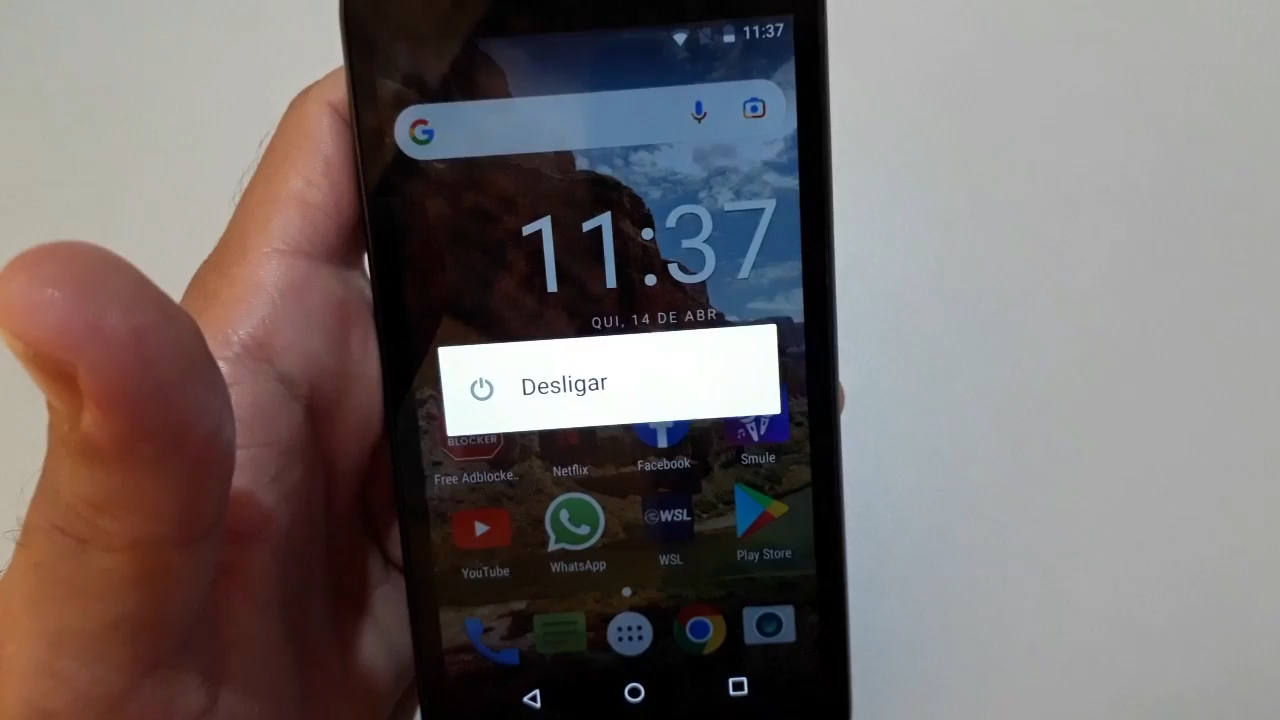 11:37
11:37
QUI, 14 DE ABR
Desligar
BLOCKER
Free Adblocke..
Netflix
Facebook
Smule
WSL
YouTube
WhatsApp
WSL
Play Store